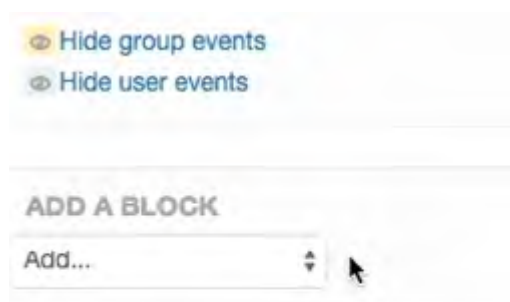 Hide group events
Hide user events
ADD A BLOCK
Add...